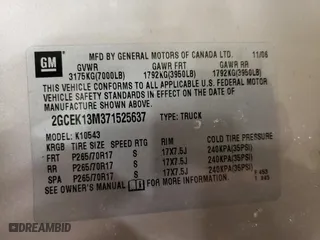 GM
MFD BY GENERAL MOTORS OF CANADA LTD. 11/06
GVWR GAWR FRT GAWR RR
3175KG(7000LB) 1792KG(3950LB) 1792KG(3950LB)
THIS VEHICLE CONFORMS TO ALL APPLICABLE U.S. FEDERAL MOTOR
VEHICLE SAFETY STANDARDS IN EFFECT ON THE DATE OF
MANUFACTURE SHOWN ABOVE.
2GCEK13M371525637 TYPE: TRUCK
MODEL: K10543
KRGB TIRE SIZE SPEED RTG RIM COLD TIRE PRESSURE
FRT P265/70R17 S 17X7.5J 240KPA(35PSI)
RR P265/70R17 S 17X7.5J 240KPA(35PSI)
SPA P265/70R17 S 17X7.5J 240KPA(35PSI)
SEE OWNER'S MANUAL
DREAMBID